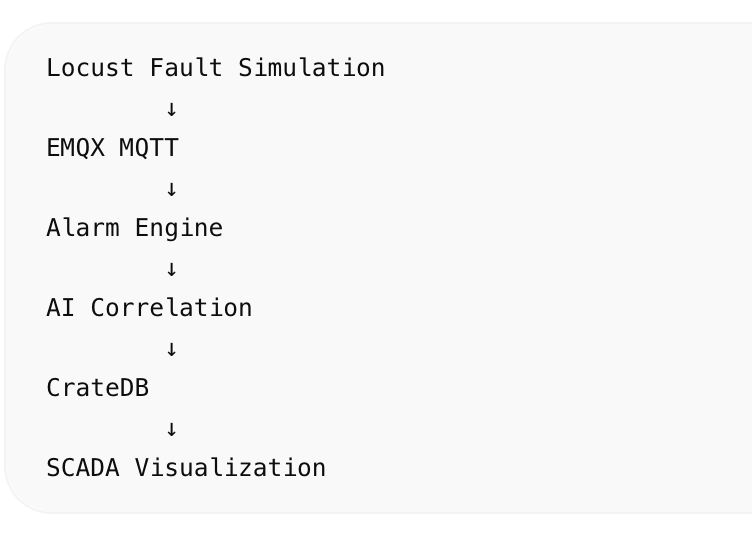 Locust Fault Simulation
↓
EMQX MQTT
↓
Alarm Engine
↓
AI Correlation
↓
CrateDB
↓
SCADA Visualization